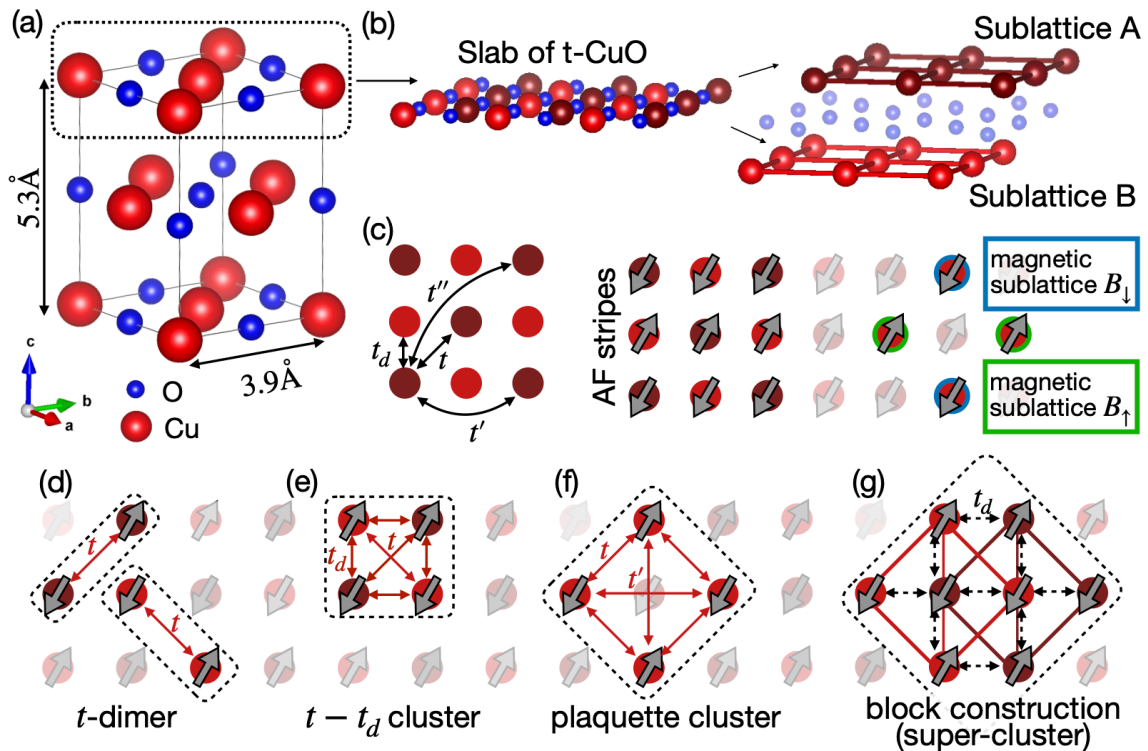 (a)
5.3Å
3.9Å
c
b
a
O
Cu
(b)
Slab of t-CuO
Sublattice A
Sublattice B
(c)
t''
t_d
t
t'
AF stripes
magnetic
sublattice B↓
magnetic
sublattice B↑
(d)
t
t
t-dimer
(e)
t
t_d
t − t_d cluster
(f)
t
t'
plaquette cluster
(g)
t_d
block construction
(super-cluster)